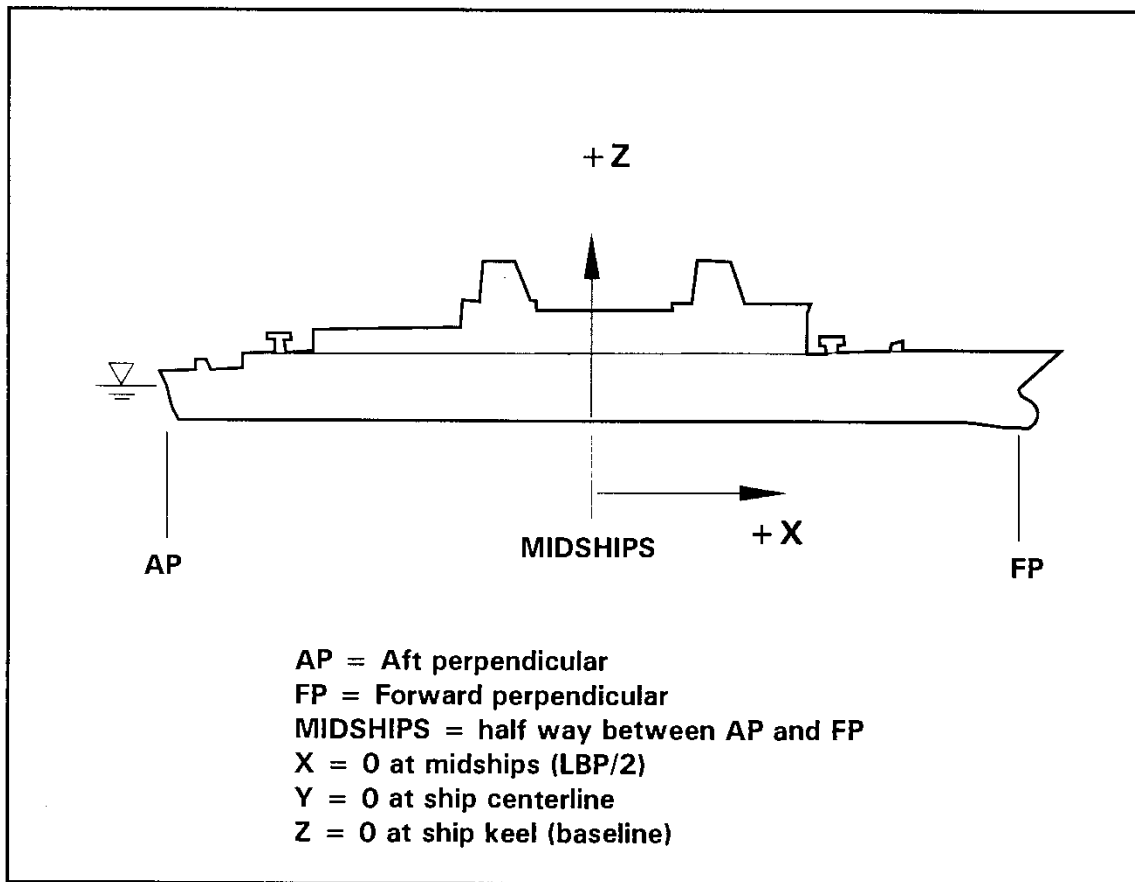 + Z
MIDSHIPS
+ X
AP
FP
AP = Aft perpendicular
FP = Forward perpendicular
MIDSHIPS = half way between AP and FP
X = 0 at midships (LBP/2)
Y = 0 at ship centerline
Z = 0 at ship keel (baseline)